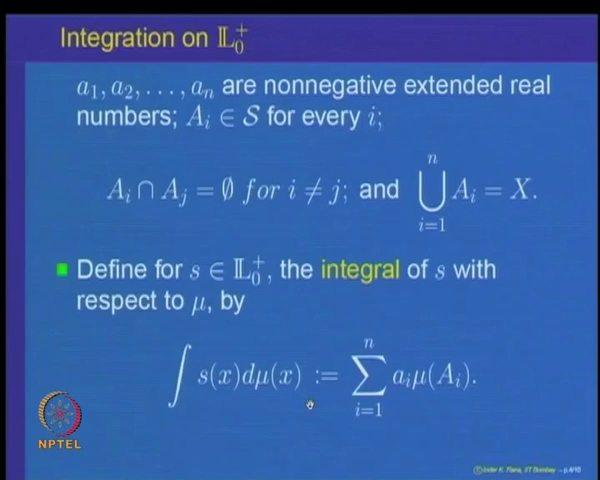 Integration on 𝕃₀⁺
a₁, a₂, . . . , aₙ are nonnegative extended real
numbers; Aᵢ ∈ 𝒮 for every i;
Aᵢ ∩ Aⱼ = ∅ for i ≠ j; and ⋃ᵢ₌₁ⁿ Aᵢ = X.
Define for s ∈ 𝕃₀⁺, the integral of s with
respect to μ, by
∫ s(x)dμ(x) := ∑ᵢ₌₁ⁿ aᵢμ(Aᵢ).
NPTEL
© Inder K. Rana, IIT Bombay – p.4/10